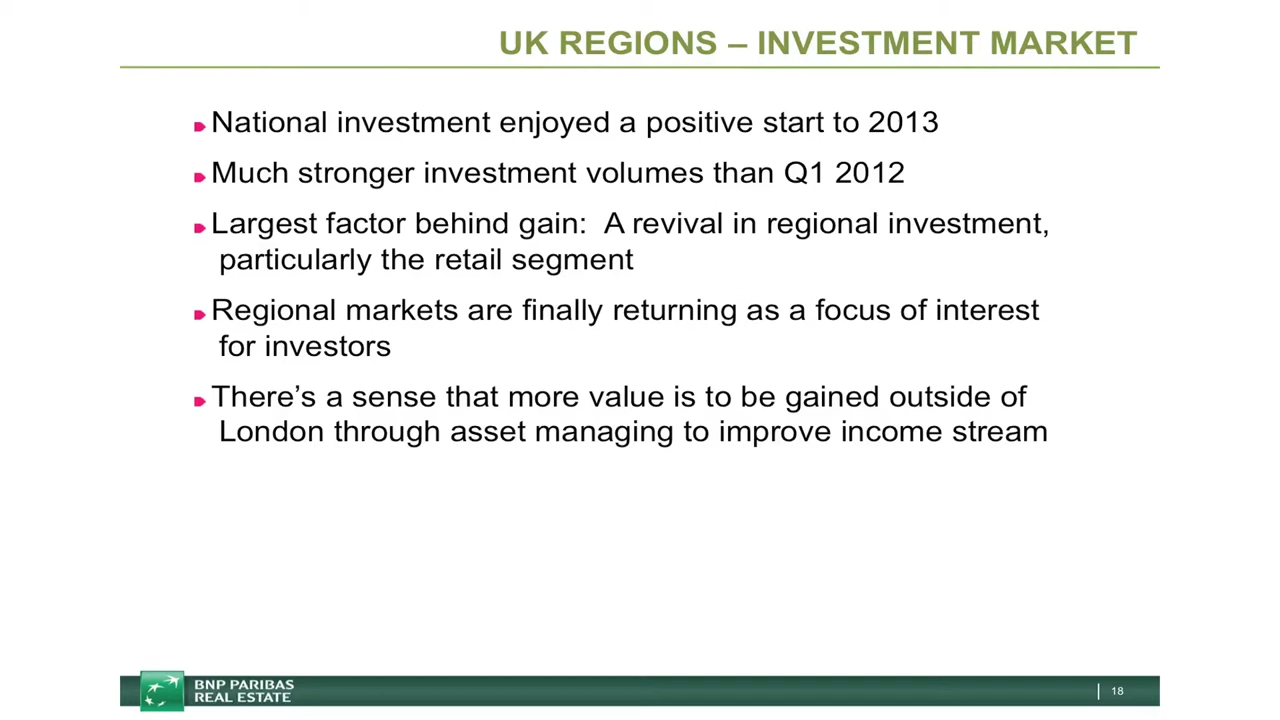 UK REGIONS – INVESTMENT MARKET
National investment enjoyed a positive start to 2013
Much stronger investment volumes than Q1 2012
Largest factor behind gain:  A revival in regional investment,
particularly the retail segment
Regional markets are finally returning as a focus of interest
for investors
There’s a sense that more value is to be gained outside of
London through asset managing to improve income stream
BNP PARIBAS
REAL ESTATE
18